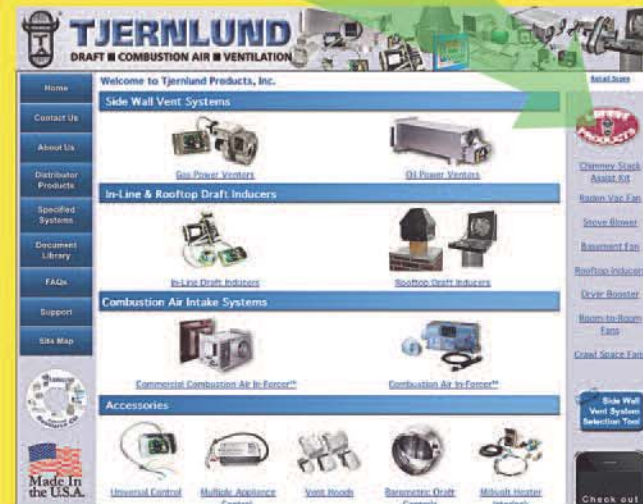 TJERNLUND
DRAFT ■ COMBUSTION AIR ■ VENTILATION
Retail Store
Home
Contact Us
About Us
Distributor
Products
Specified
Systems
Document
Library
FAQs
Support
Site Map
Made In
the U.S.A.
Welcome to Tjernlund Products, Inc.
Side Wall Vent Systems
Gas Power Venters
Oil Power Venters
In-Line & Rooftop Draft Inducers
In-Line Draft Inducers
Rooftop Draft Inducers
Combustion Air Intake Systems
Commercial Combustion Air In-Forcer™
Combustion Air In-Forcer™
Accessories
Universal Control
Multiple Appliance
Control
Vent Hoods
Barometric Draft
Controls
Millivolt Heater
Interlock
PRODUCTS
Chimney Stack
Assist Kit
Radon Vac Fan
Stove Blower
Basement Fan
Rooftop Inducer
Dryer Booster
Room-to-Room
Fans
Crawl Space Fan
Side Wall
Vent System
Selection Tool
Check out